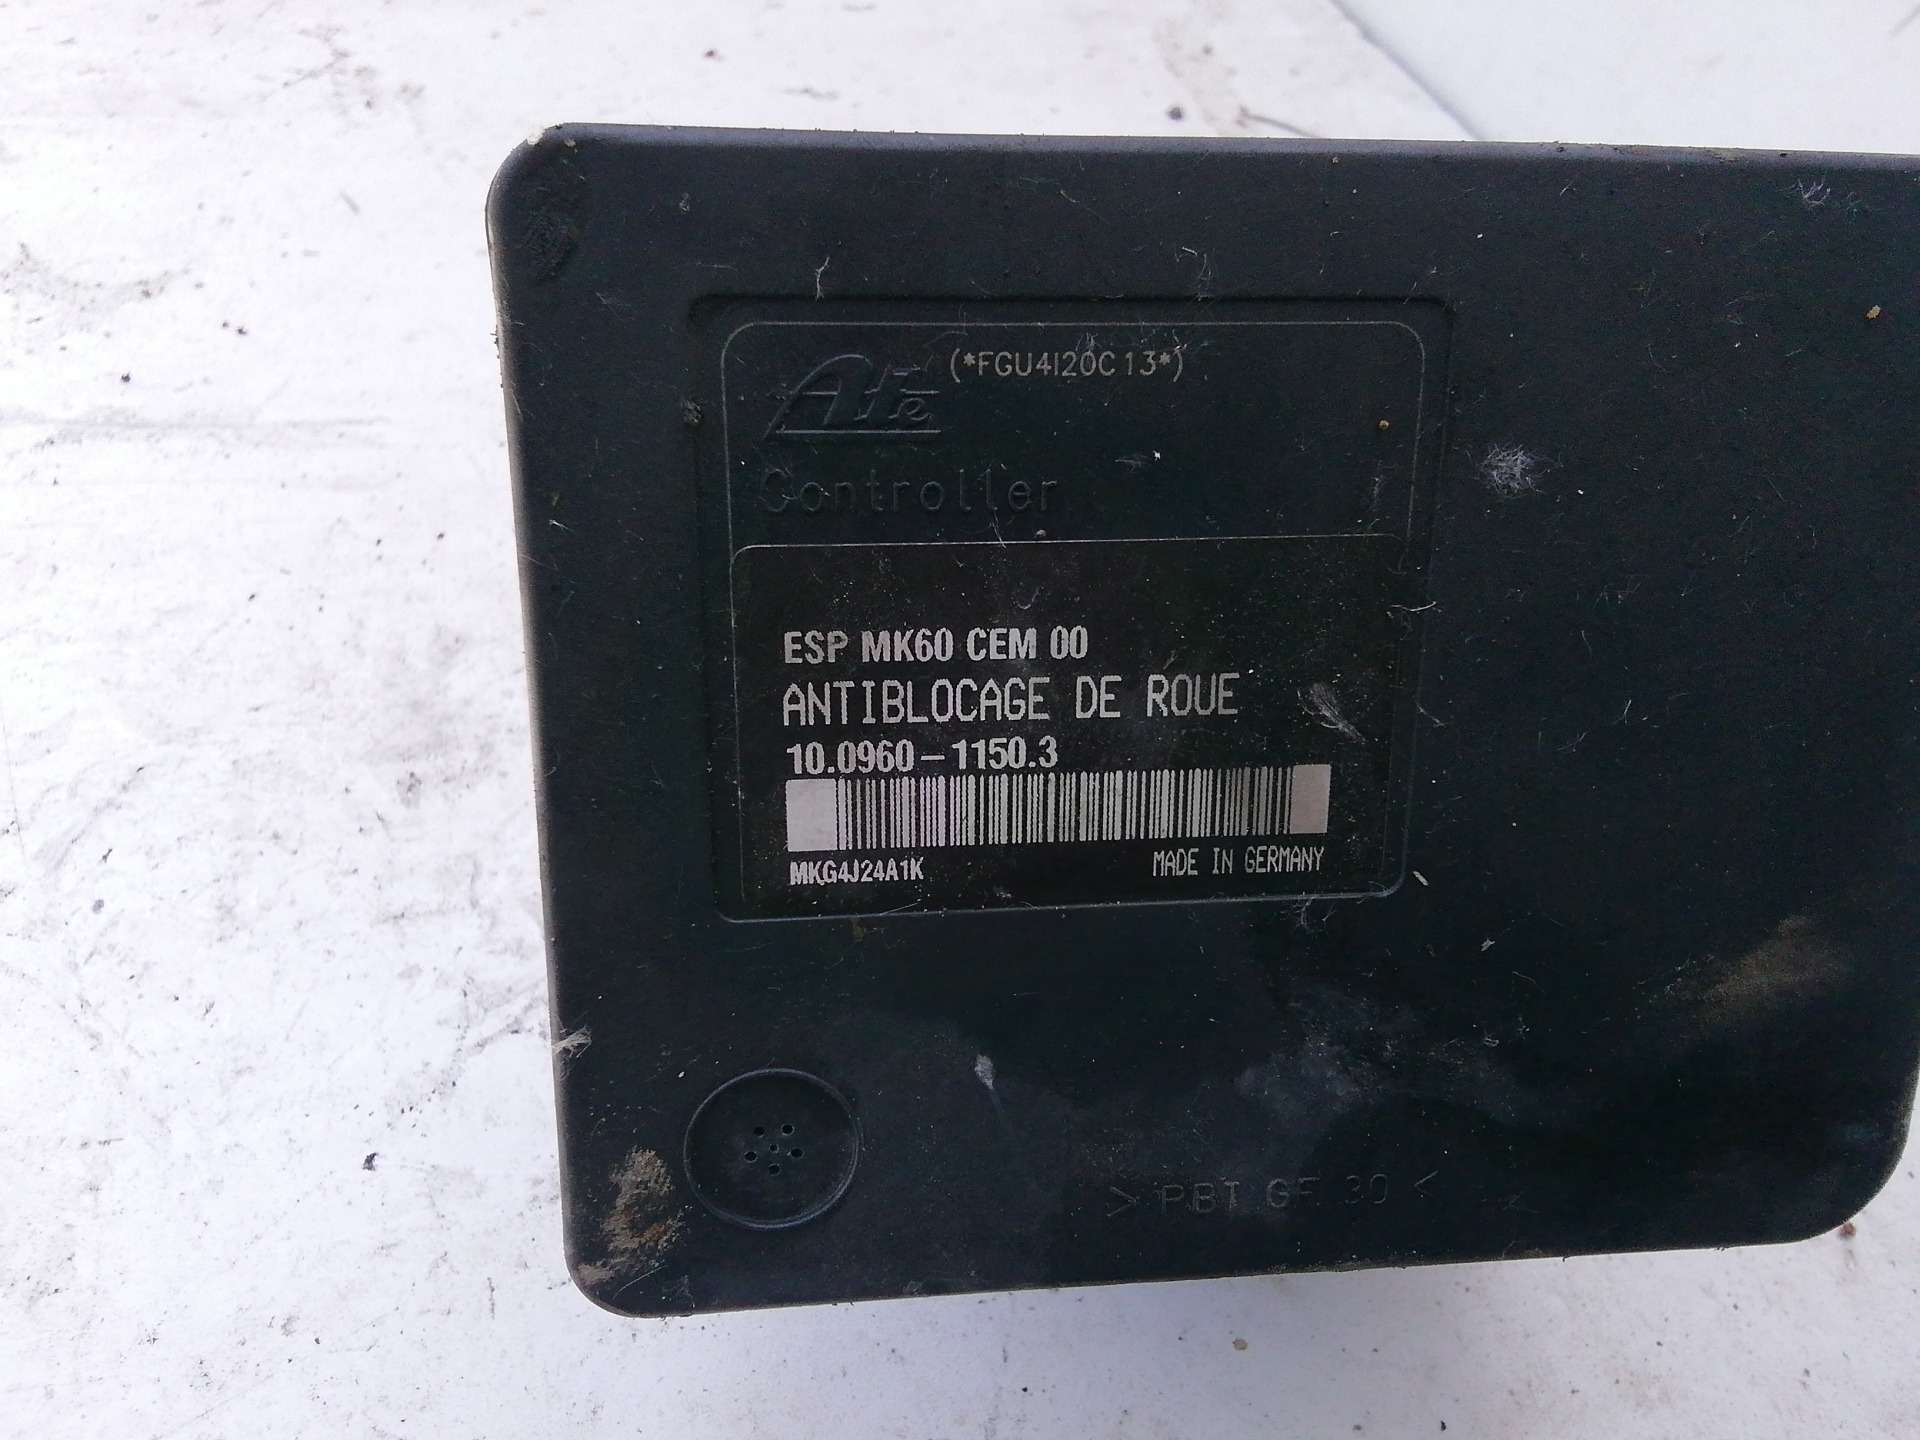 (*FGU4I20C13*)
Ate
Controller
ESP MK60 CEM 00
ANTIBLOCAGE DE ROUE
10.0960-1150.3
MKG4J24A1K
MADE IN GERMANY
> PBT GF 30 <